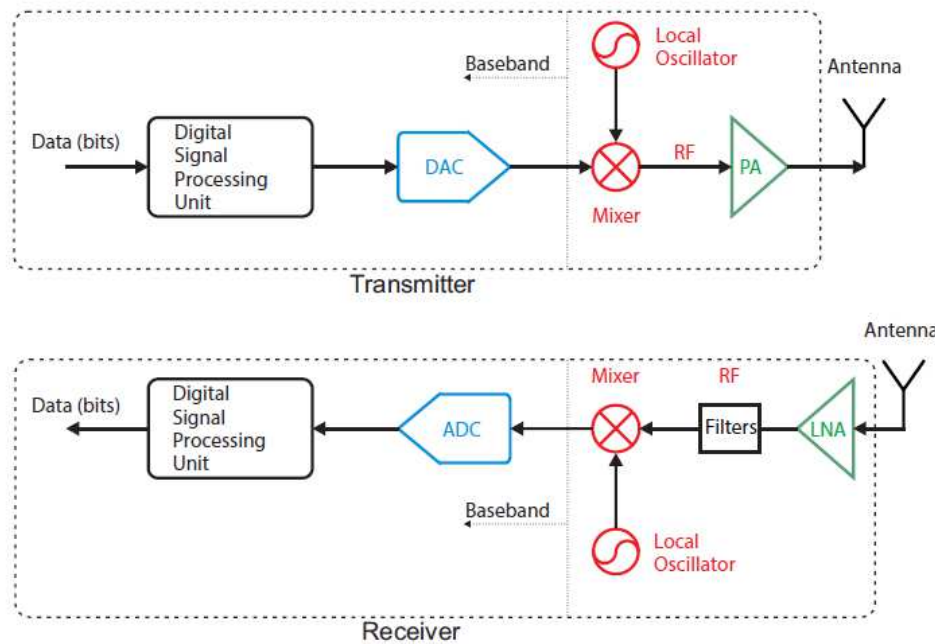 Local
Oscillator
Baseband
Antenna
Data (bits)
Digital
Signal
Processing
Unit
DAC
RF
PA
Mixer
Transmitter
Antenna
Mixer
RF
Data (bits)
Digital
Signal
Processing
Unit
ADC
Filters
LNA
Baseband
Local
Oscillator
Receiver